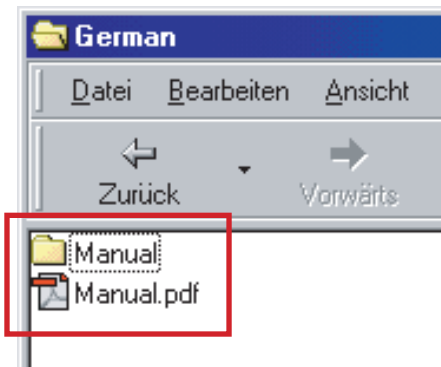 German
Datei Bearbeiten Ansicht
Zurück Vorwärts
Manual
Manual.pdf